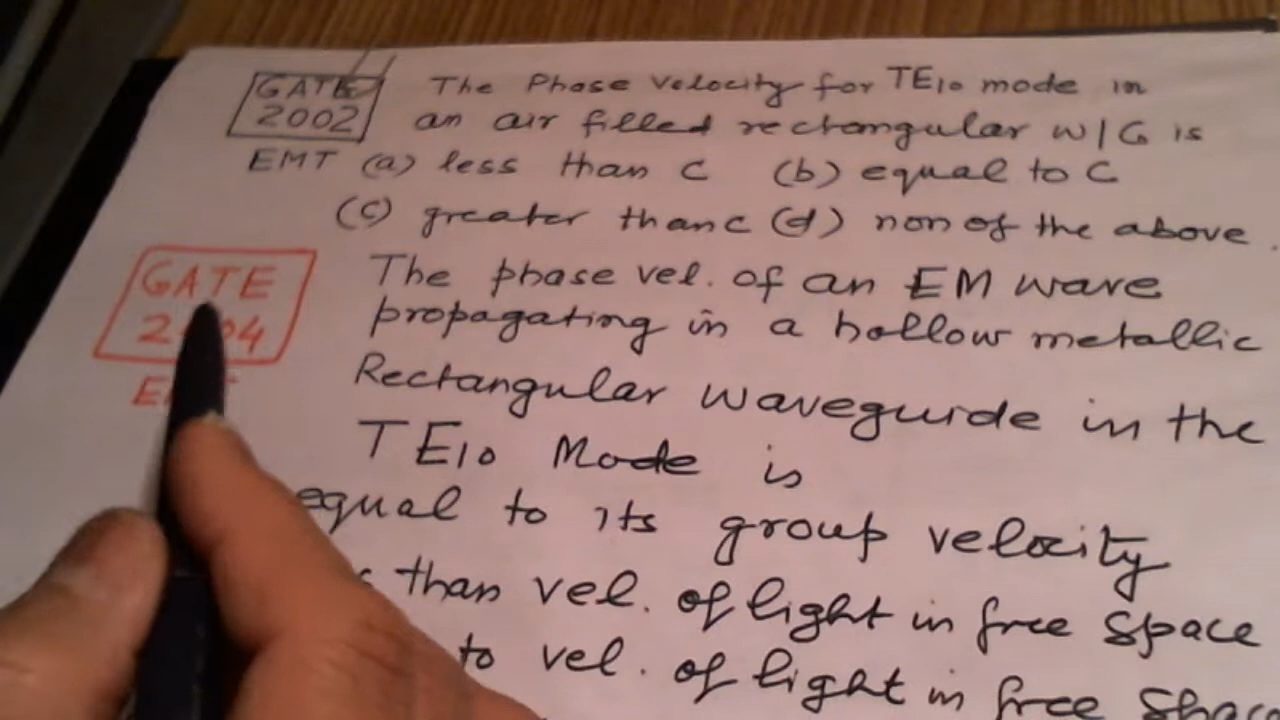 GATE The Phase Velocity for TE10 mode in
2002 an air filled rectangular W/G is
EMT (a) less than C (b) equal to C
(c) greater than c (d) non of the above.
GATE The phase vel. of an EM wave
propagating in a hollow metallic
Rectangular waveguide in the
TE10 Mode is
equal to its group velocity
than vel. of light in free space
to vel. of light in free space